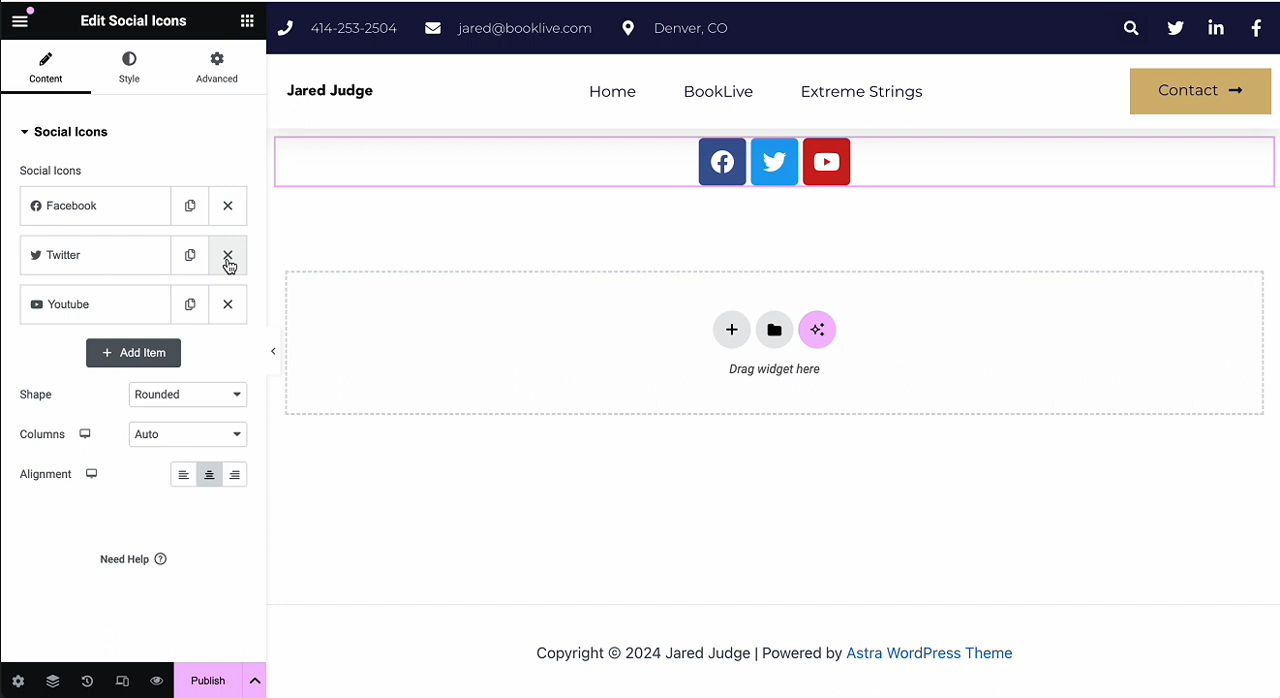 Edit Social Icons
414-253-2504
jared@booklive.com
Denver, CO
Content
Style
Advanced
Jared Judge
Home
BookLive
Extreme Strings
Contact
Social Icons
Social Icons
Facebook
Twitter
Youtube
Add Item
Drag widget here
Shape
Rounded
Columns
Auto
Alignment
Need Help
Copyright © 2024 Jared Judge | Powered by Astra WordPress Theme
Publish